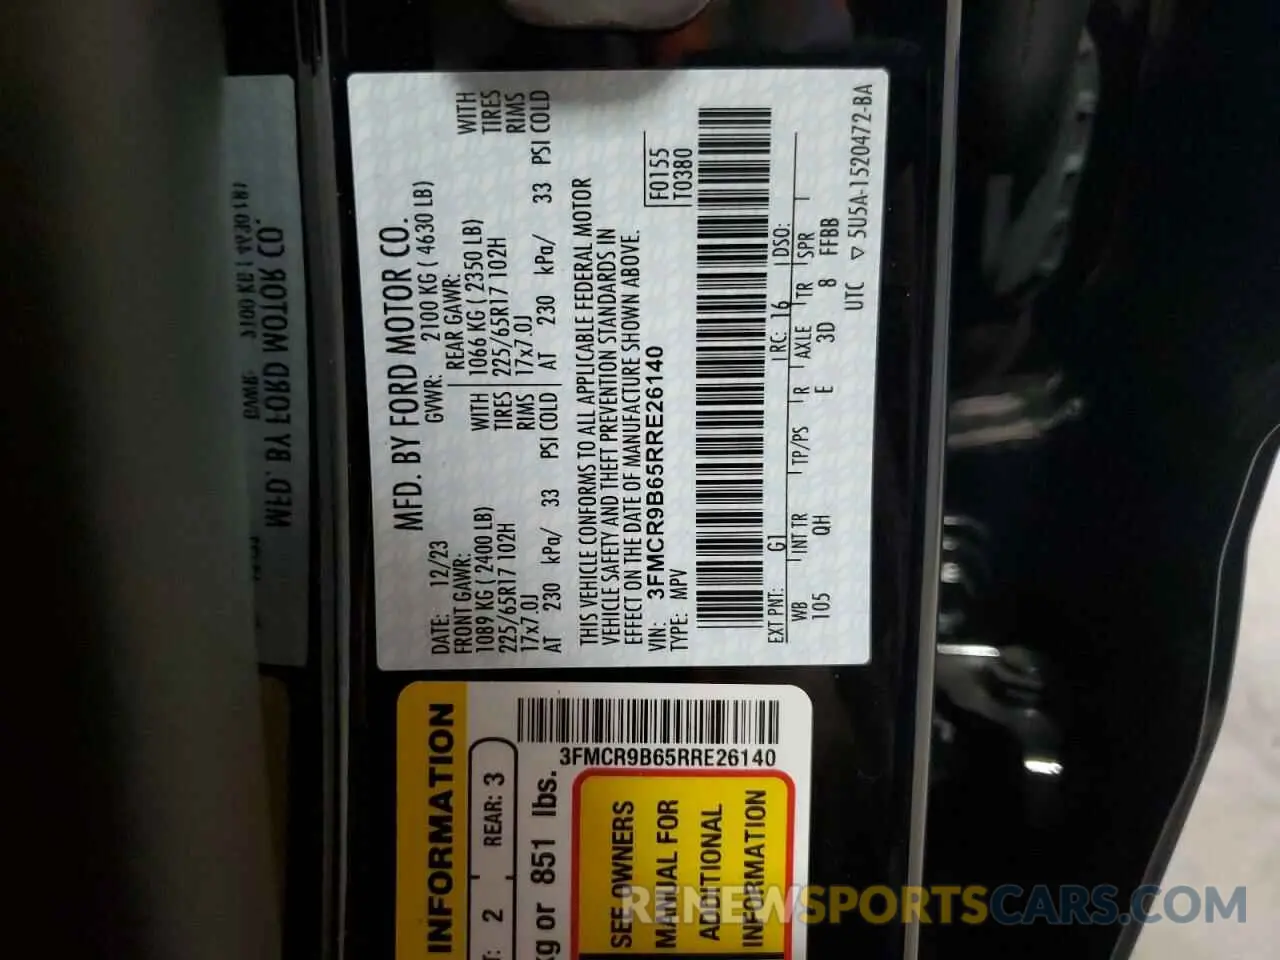 MFD. BY FORD MOTOR CO.
DATE: 12/23 GVWR: 2100 KG ( 4630 LB)
FRONT GAWR: REAR GAWR:
1089 KG ( 2400 LB) WITH 1066 KG ( 2350 LB) WITH
225/65R17 102H TIRES 225/65R17 102H TIRES
17x7.0J RIMS 17x7.0J RIMS
AT 230 kPa/ 33 PSI COLD AT 230 kPa/ 33 PSI COLD
THIS VEHICLE CONFORMS TO ALL APPLICABLE FEDERAL MOTOR
VEHICLE SAFETY AND THEFT PREVENTION STANDARDS IN
EFFECT ON THE DATE OF MANUFACTURE SHOWN ABOVE.
VIN: 3FMCR9B65RRE26140 F0155
TYPE: MPV T0380
EXT PNT: G1 RC: 16 DSO:
WB INT TR TP/PS R AXLE TR SPR
105 QH E 3D 8 FFBB
UTC ▽ 5U5A-1520472-BA
INFORMATION
2 REAR: 3
kg or 851 lbs.
3FMCR9B65RRE26140
SEE OWNERS
MANUAL FOR
ADDITIONAL
INFORMATION
RENEWSPORTSCARS.COM